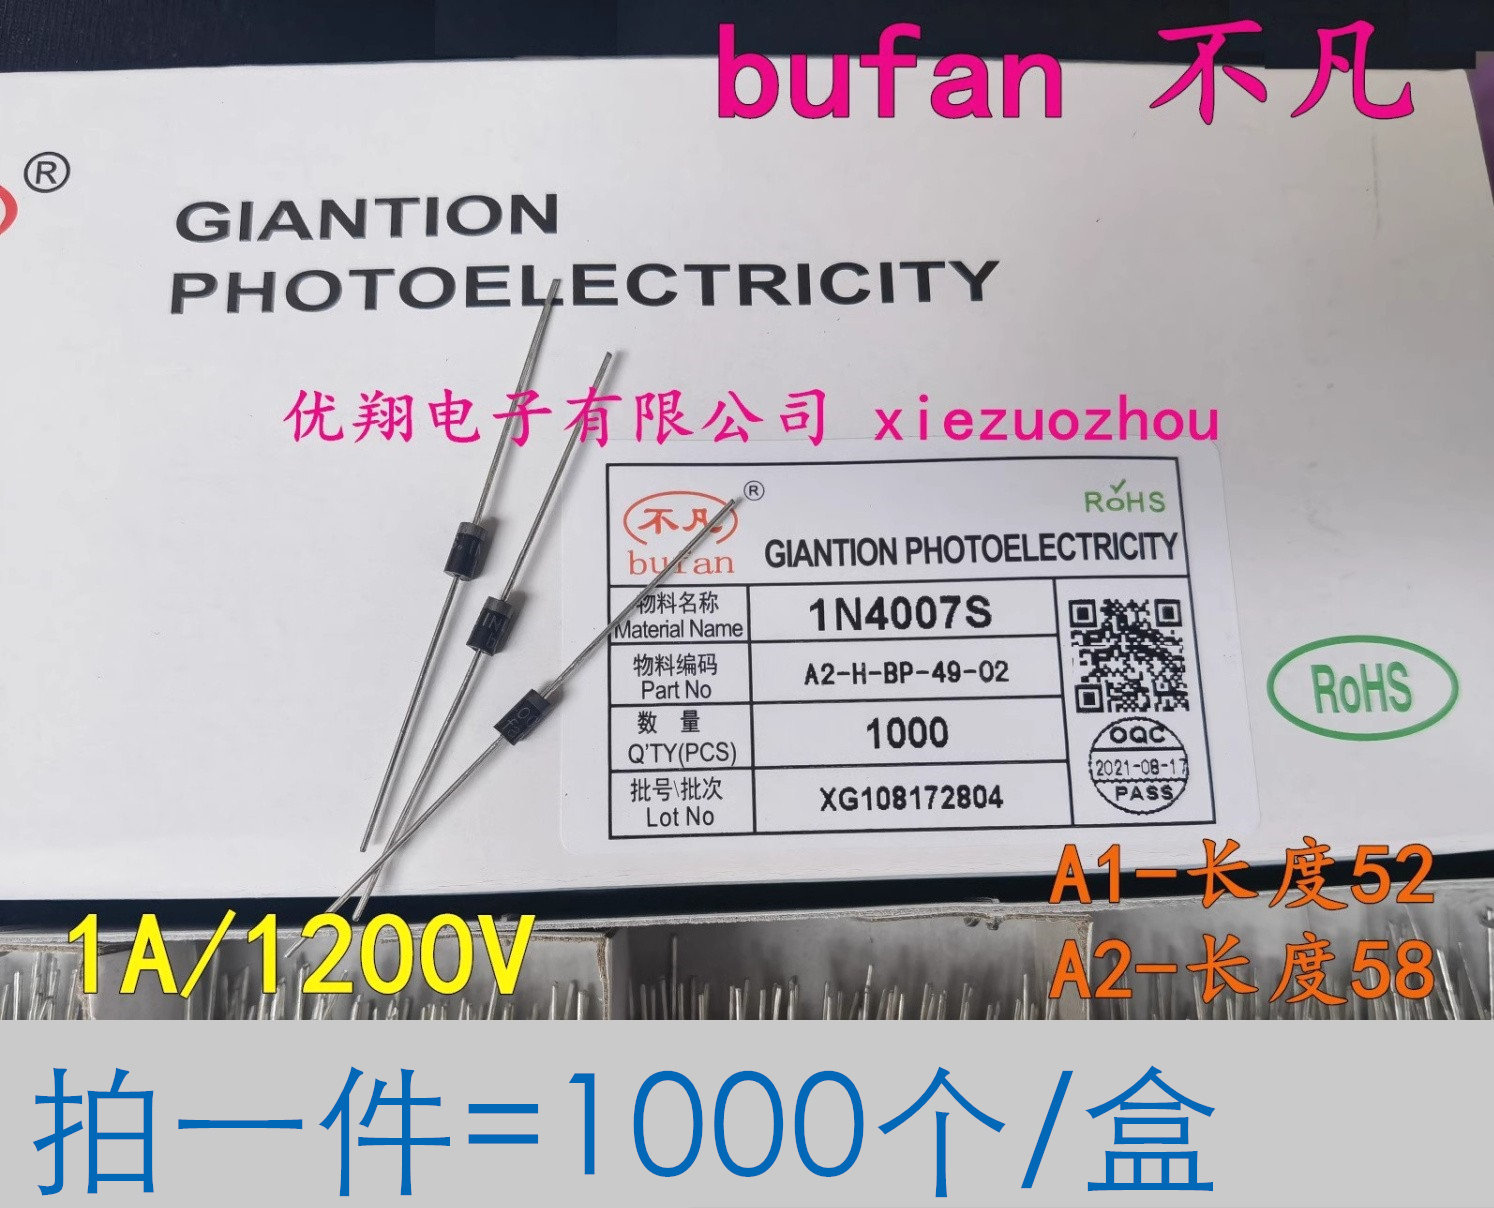 bufan 不凡
®
GIANTION
PHOTOELECTRICITY
优翔电子有限公司 xiezuozhou
不凡 ®
bufan
RoHS
GIANTION PHOTOELECTRICITY
物料名称
Material Name
1N4007S
物料编码
Part No
A2-H-BP-49-02
数 量
Q'TY(PCS)
1000
批号\批次
Lot No
XG108172804
OQC
2021-08-17
PASS
RoHS
A1-长度52
A2-长度58
1A/1200V
拍一件=1000个/盒